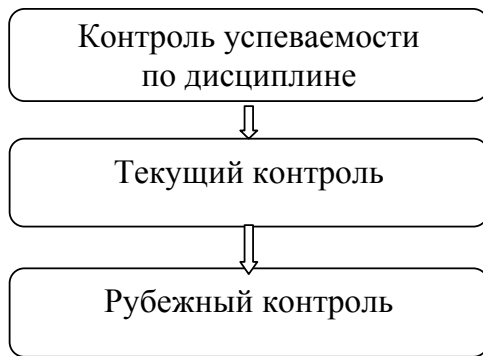 Контроль успеваемости
по дисциплине
Текущий контроль
Рубежный контроль